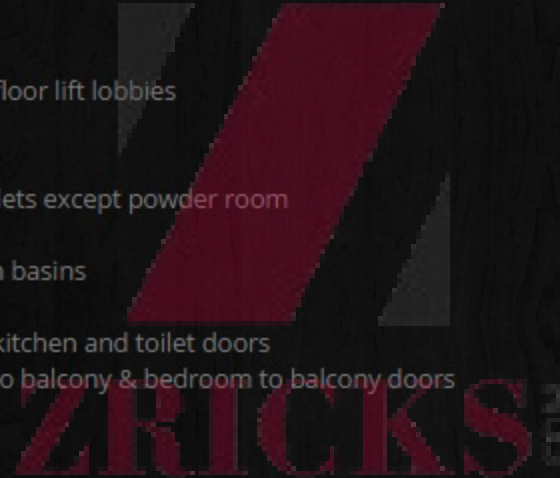 floor lift lobbies
lets except powder room
n basins
kitchen and toilet doors
o balcony & bedroom to balcony doors
ZRICKS